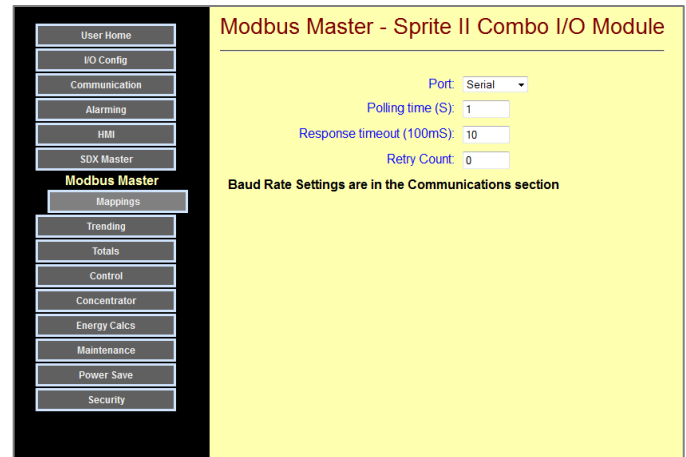 Modbus Master - Sprite II Combo I/O Module
User Home
I/O Config
Communication
Alarming
HMI
SDX Master
Modbus Master
Mappings
Trending
Totals
Control
Concentrator
Energy Calcs
Maintenance
Power Save
Security
Port: Serial
Polling time (S): 1
Response timeout (100mS): 10
Retry Count: 0
Baud Rate Settings are in the Communications section